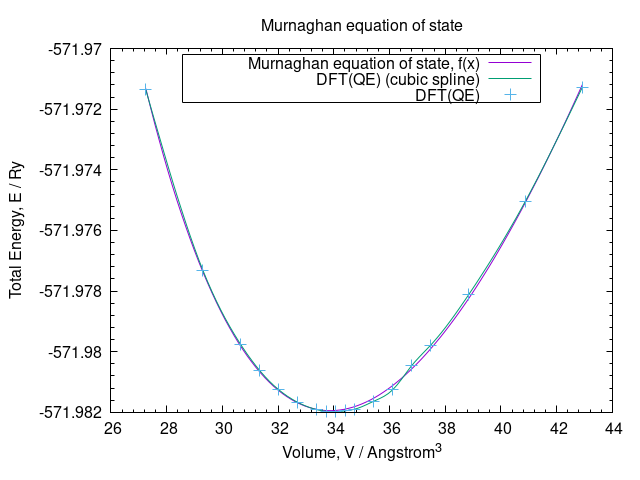 Murnaghan equation of state
-571.97
-571.972
-571.974
-571.976
-571.978
-571.98
-571.982
Total Energy, E / Ry
Murnaghan equation of state, f(x)
DFT(QE) (cubic spline)
DFT(QE)
26 28 30 32 34 36 38 40 42 44
Volume, V / Angstrom³